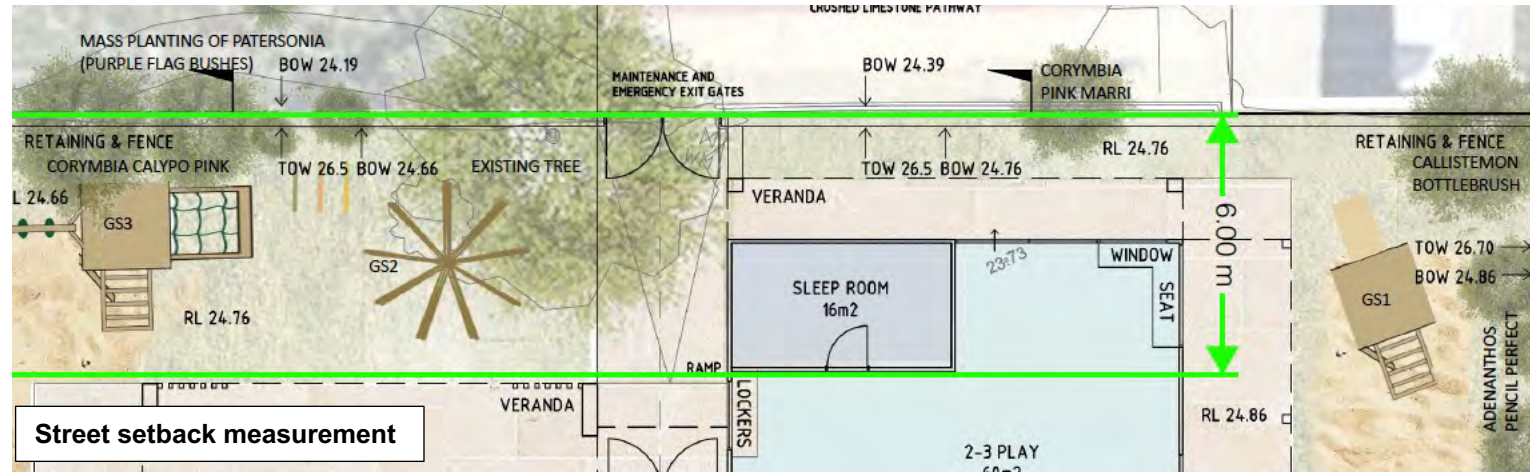 CRUSHED LIMESTONE PATHWAY
MASS PLANTING OF PATERSONIA
(PURPLE FLAG BUSHES)
BOW 24.19
MAINTENANCE AND
EMERGENCY EXIT GATES
BOW 24.39
CORYMBIA
PINK MARRI
RETAINING & FENCE
CORYMBIA CALYPO PINK
TOW 26.5 BOW 24.66
EXISTING TREE
TOW 26.5 BOW 24.76
RL 24.76
RETAINING & FENCE
CALLISTEMON
BOTTLEBRUSH
L 24.66
GS3
GS2
RL 24.76
VERANDA
23.73
SLEEP ROOM
16m2
WINDOW
SEAT
6.00 m
TOW 26.70
BOW 24.86
GS1
ADENANTHOS
PENCIL PERFECT
RAMP
LOCKERS
VERANDA
RL 24.86
2-3 PLAY
Street setback measurement